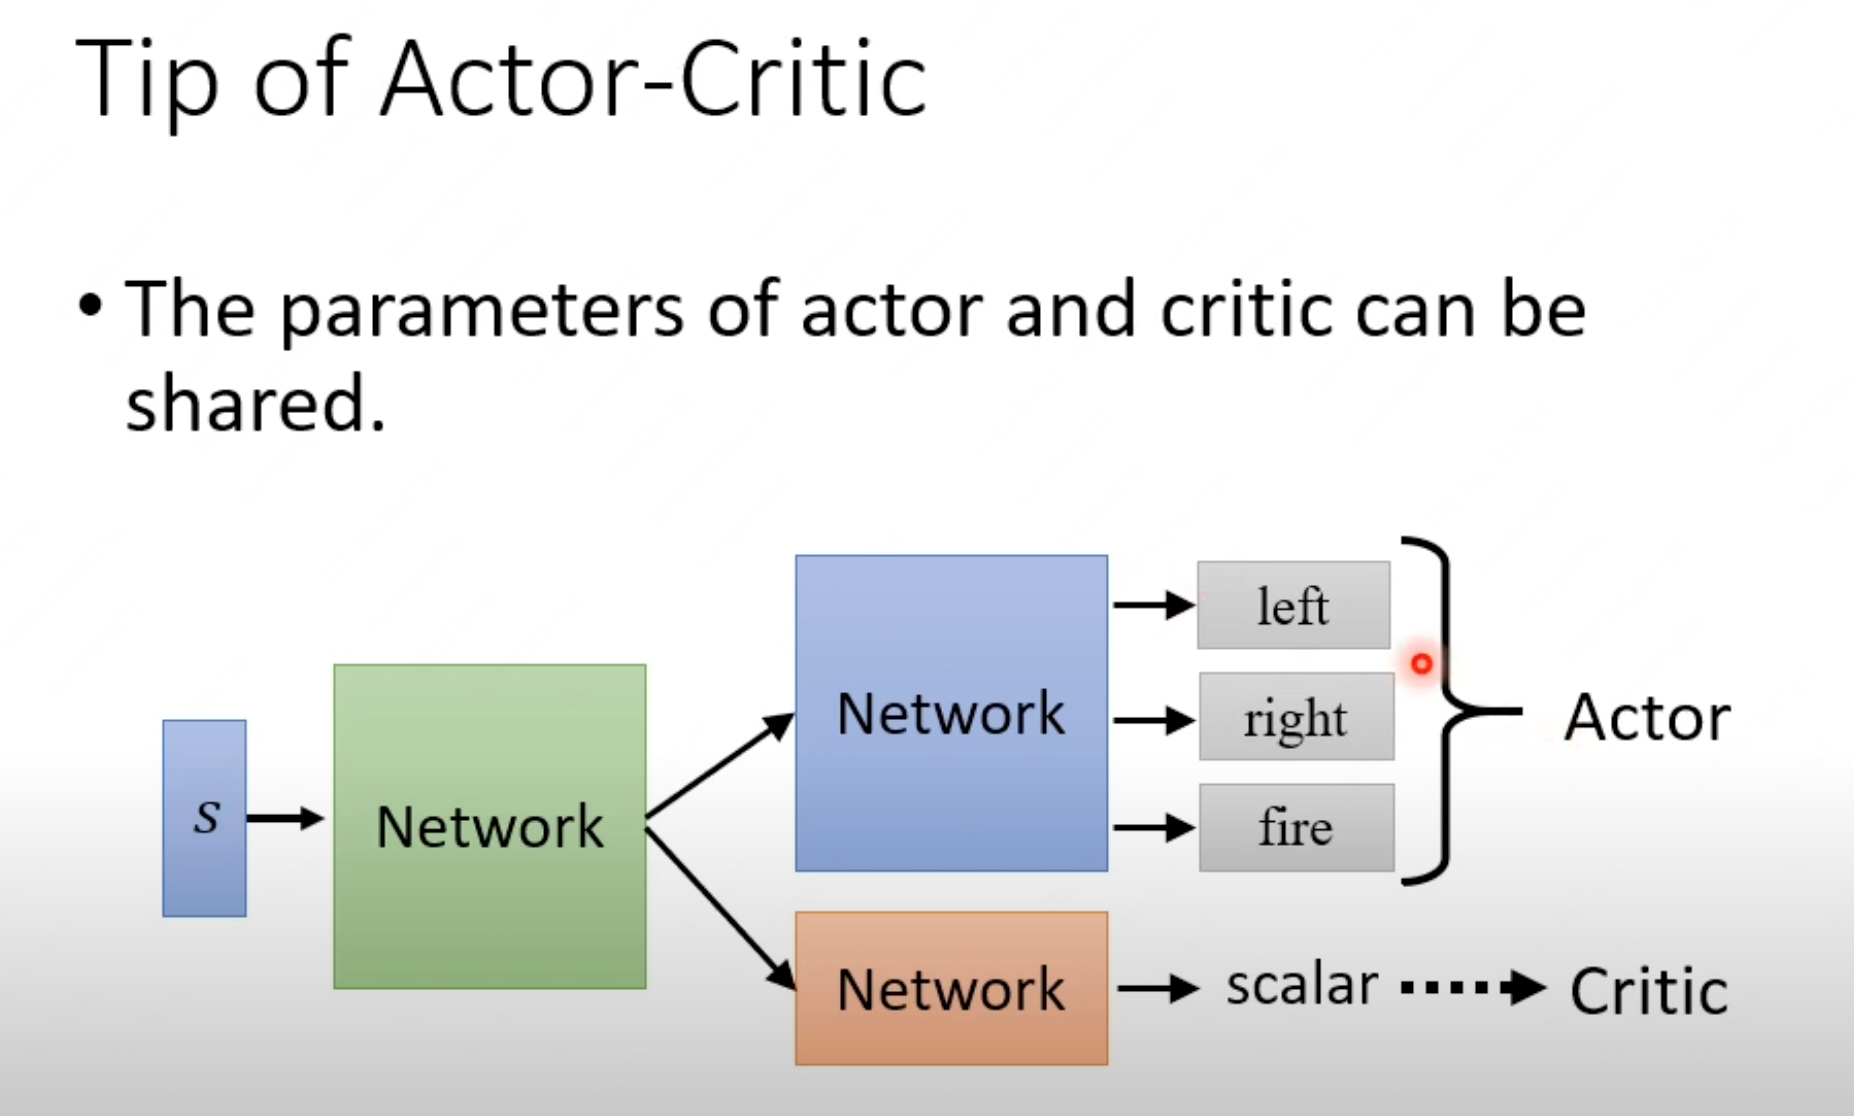 Tip of Actor-Critic
• The parameters of actor and critic can be
shared.
s
Network
Network
left
right
fire
Actor
Network
scalar
Critic